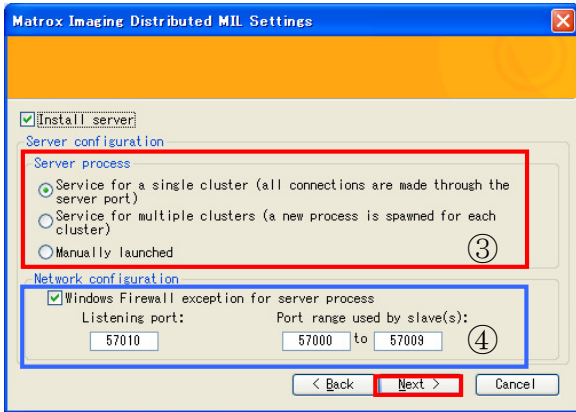 Matrox Imaging Distributed MIL Settings
Install server
Server configuration
Server process
Service for a single cluster (all connections are made through the
server port)
Service for multiple clusters (a new process is spawned for each
cluster)
Manually launched
③
Network configuration
Windows Firewall exception for server process
Listening port: Port range used by slave(s):
57010 57000 to 57009
④
< Back Next > Cancel